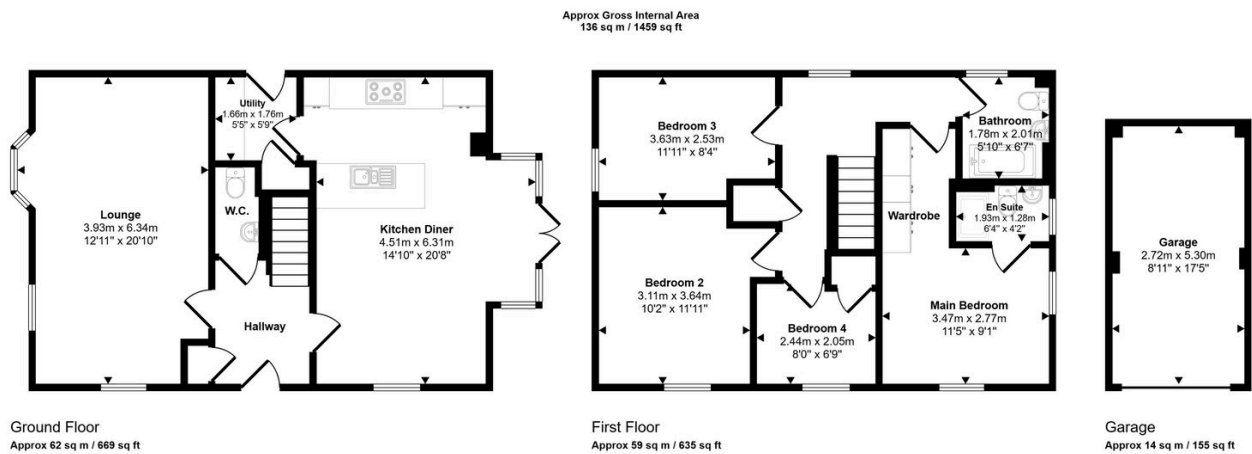 Approx Gross Internal Area
136 sq m / 1459 sq ft
Utility
1.66m x 1.76m
5'5" x 5'9"
Lounge
3.93m x 6.34m
12'11" x 20'10"
W.C.
Kitchen Diner
4.51m x 6.31m
14'10" x 20'8"
Hallway
Ground Floor
Approx 62 sq m / 669 sq ft
Bedroom 3
3.63m x 2.53m
11'11" x 8'4"
Bathroom
1.78m x 2.01m
5'10" x 6'7"
Wardrobe
En Suite
1.93m x 1.28m
6'4" x 4'2"
Bedroom 2
3.11m x 3.64m
10'2" x 11'11"
Main Bedroom
3.47m x 2.77m
11'5" x 9'1"
Bedroom 4
2.44m x 2.05m
8'0" x 6'9"
First Floor
Approx 59 sq m / 635 sq ft
Garage
2.72m x 5.30m
8'11" x 17'5"
Garage
Approx 14 sq m / 155 sq ft